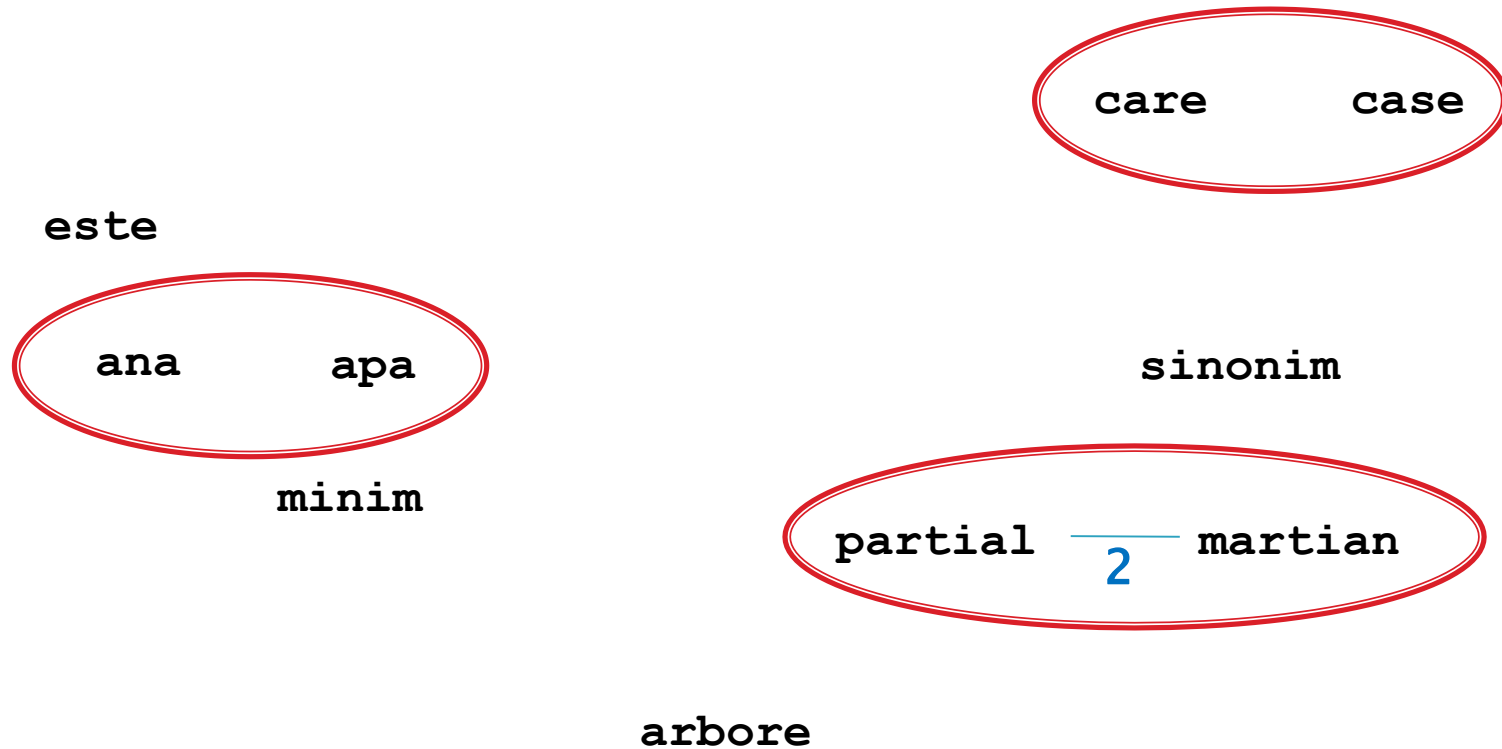 care case
este
ana apa
sinonim
minim
partial martian
2
arbore